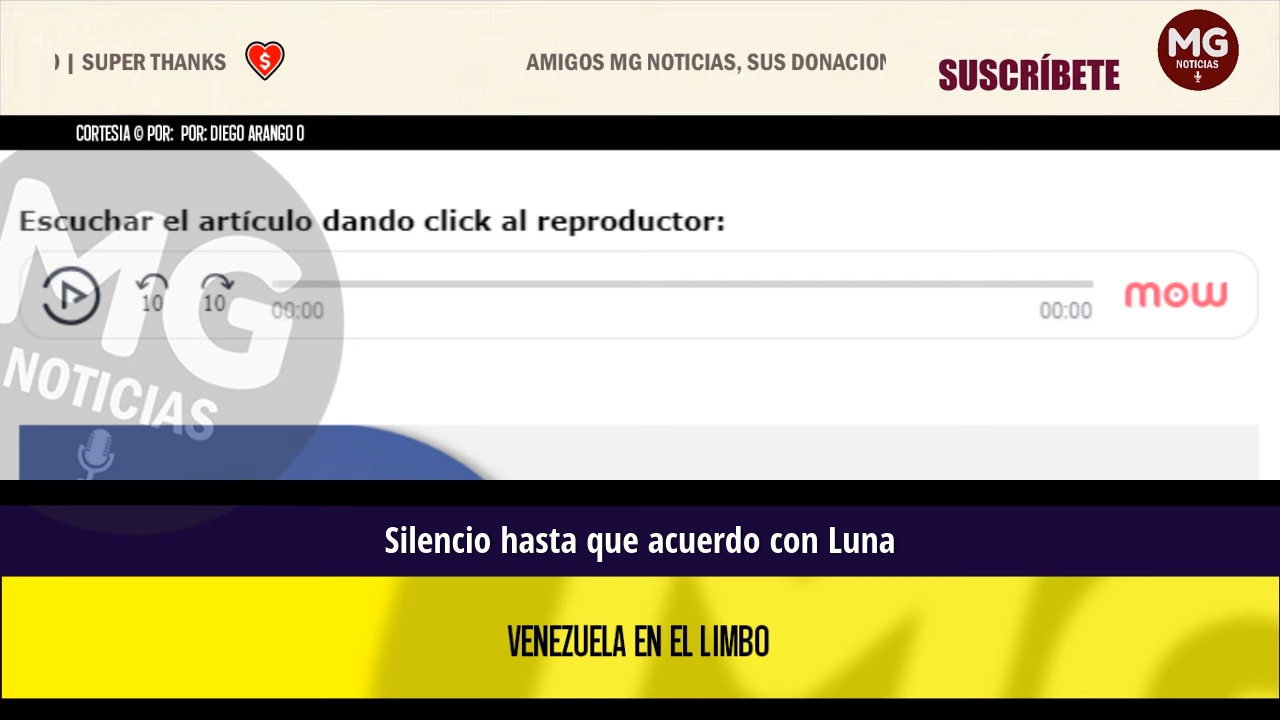 ) | SUPER THANKS
AMIGOS MG NOTICIAS, SUS DONACION
SUSCRÍBETE
MG
NOTICIAS
CORTESIA © POR: POR: DIEGO ARANGO O
Escuchar el artículo dando click al reproductor:
10
10
00:00
00:00
mow
MG
NOTICIAS
Silencio hasta que acuerdo con Luna
VENEZUELA EN EL LIMBO